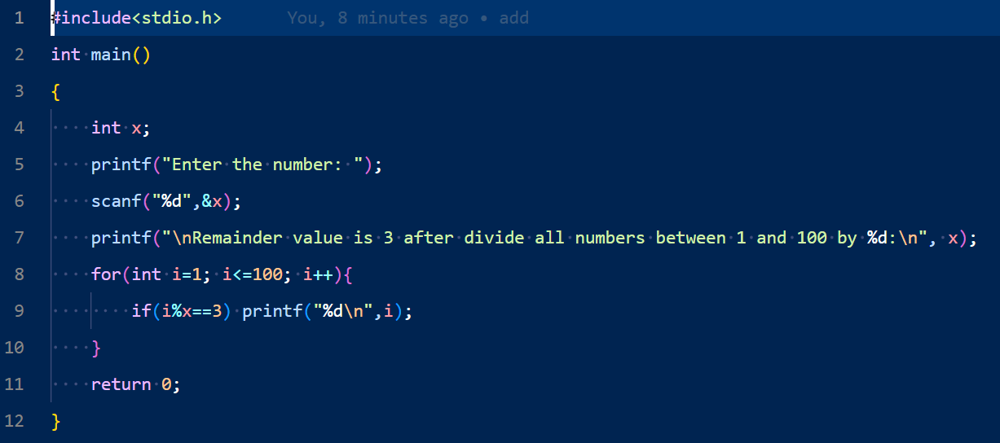 1 #include<stdio.h> You, 8 minutes ago • add
2 int main()
3 {
4     int x;
5     printf("Enter the number: ");
6     scanf("%d",&x);
7     printf("\nRemainder value is 3 after divide all numbers between 1 and 100 by %d:\n", x);
8     for(int i=1; i<=100; i++){
9         if(i%x==3) printf("%d\n",i);
10     }
11     return 0;
12 }